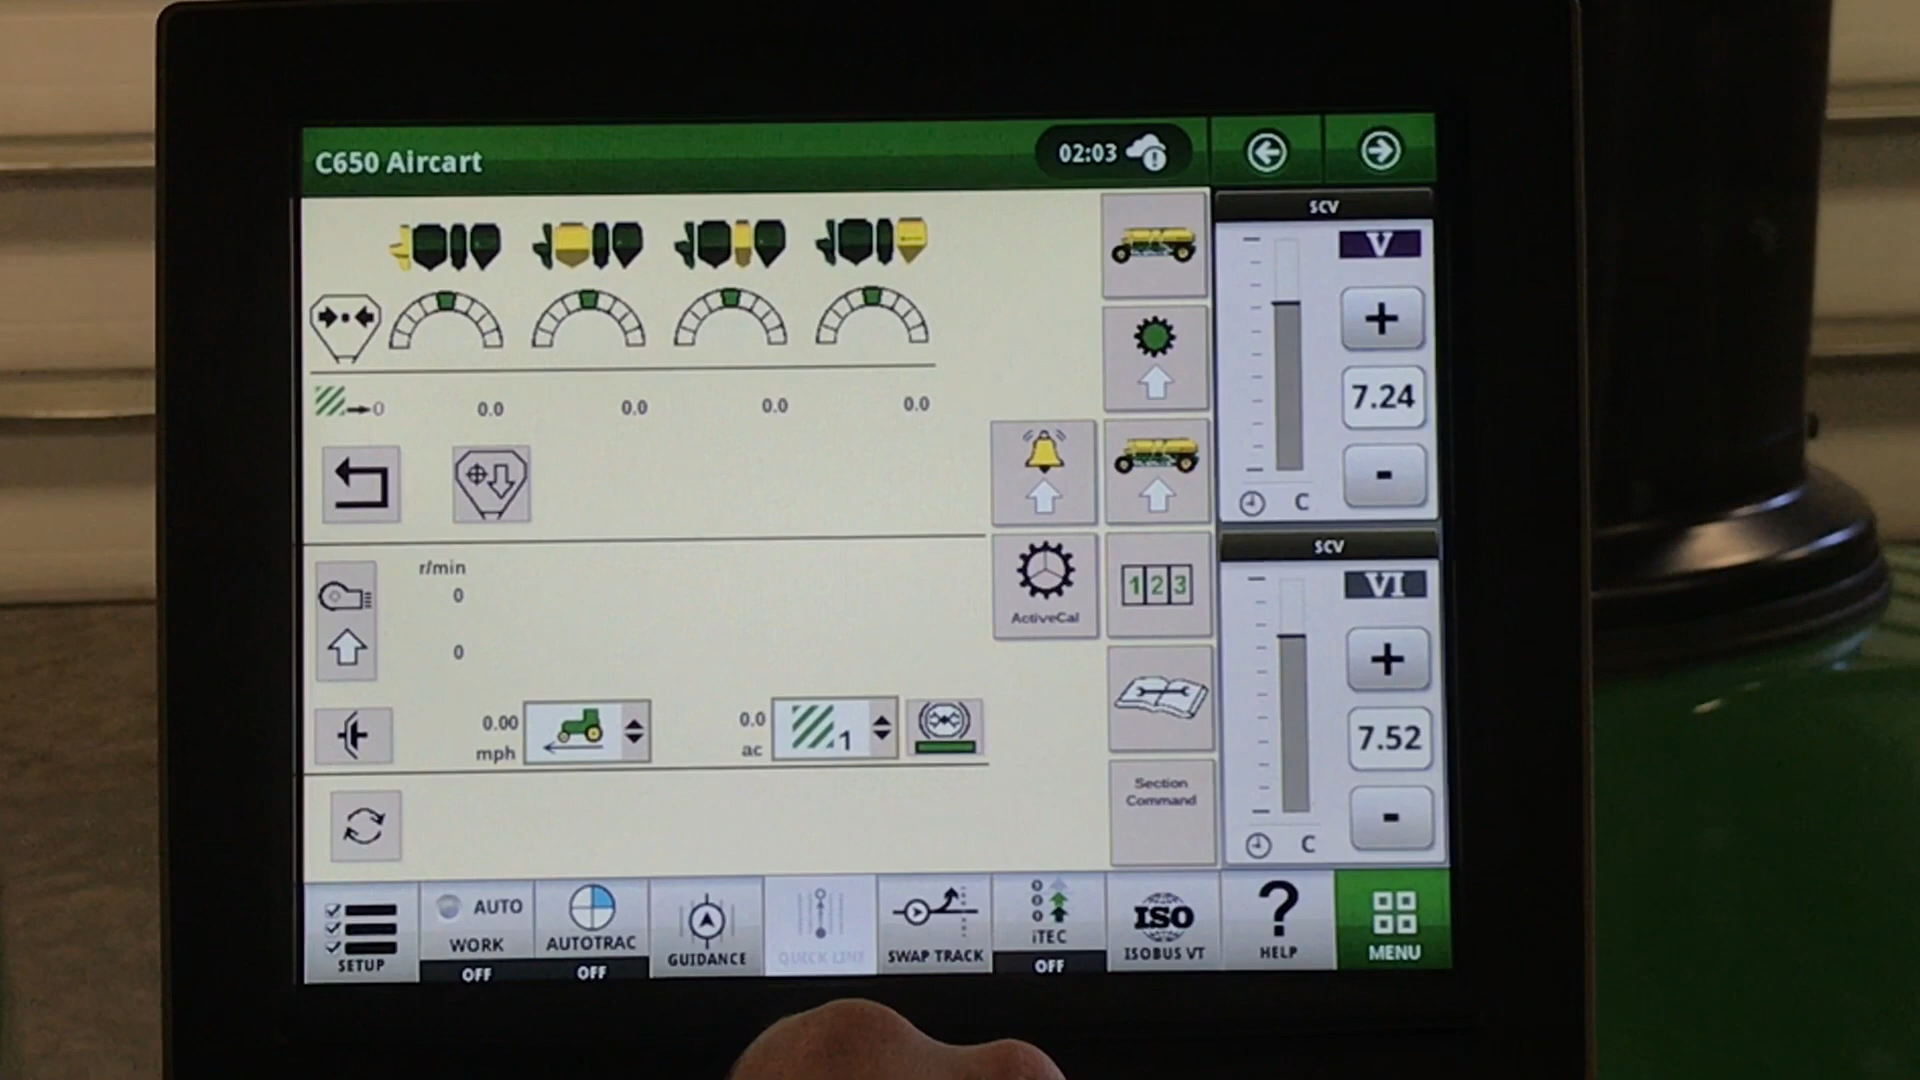 C650 Aircart
02:03
SCV
V
+
7.24
-
C
0
0.0
0.0
0.0
0.0
r/min
0
0
ActiveCal
1 2 3
SCV
VI
+
7.52
-
C
0.00
mph
0.0
ac
1
Section
Command
SETUP
AUTO
WORK
OFF
AUTOTRAC
OFF
GUIDANCE
QUICK LINE
SWAP TRACK
iTEC
OFF
ISO
ISOBUS VT
?
HELP
MENU